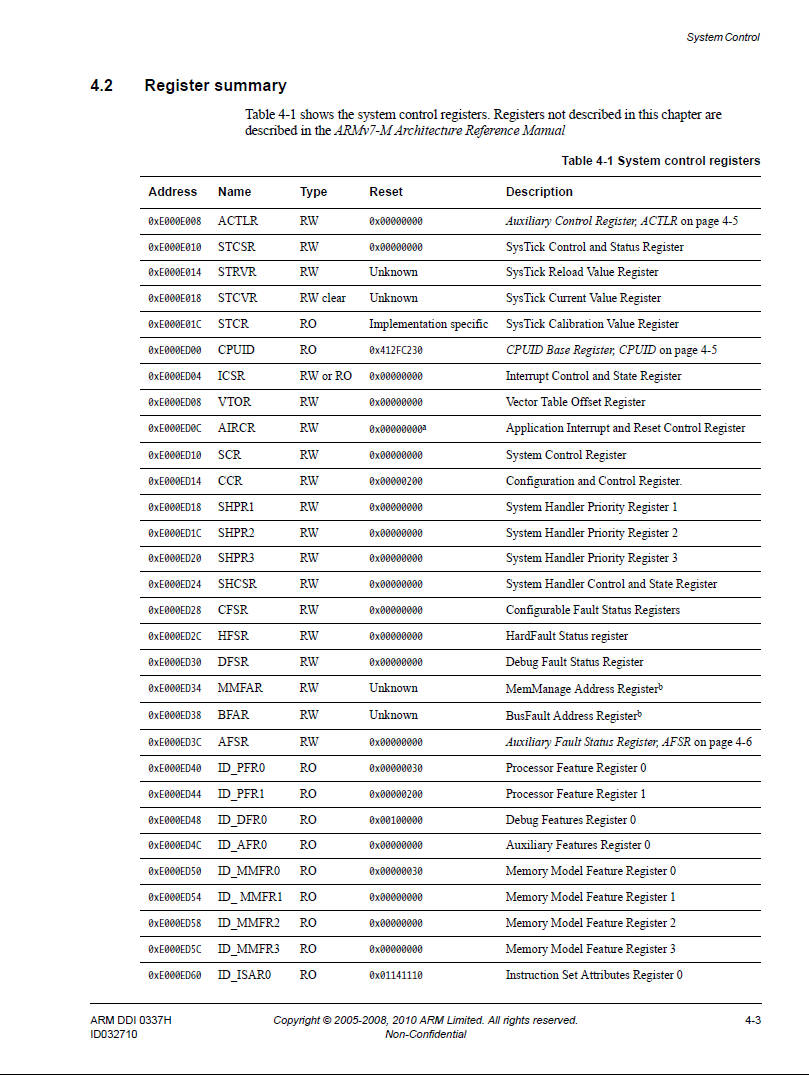 System Control
4.2 Register summary
Table 4-1 shows the system control registers. Registers not described in this chapter are
described in the ARMv7-M Architecture Reference Manual
Table 4-1 System control registers
Address Name Type Reset Description
0xE000E008 ACTLR RW 0x00000000 Auxiliary Control Register, ACTLR on page 4-5
0xE000E010 STCSR RW 0x00000000 SysTick Control and Status Register
0xE000E014 STRVR RW Unknown SysTick Reload Value Register
0xE000E018 STCVR RW clear Unknown SysTick Current Value Register
0xE000E01C STCR RO Implementation specific SysTick Calibration Value Register
0xE000ED00 CPUID RO 0x412FC230 CPUID Base Register, CPUID on page 4-5
0xE000ED04 ICSR RW or RO 0x00000000 Interrupt Control and State Register
0xE000ED08 VTOR RW 0x00000000 Vector Table Offset Register
0xE000ED0C AIRCR RW 0x00000000a Application Interrupt and Reset Control Register
0xE000ED10 SCR RW 0x00000000 System Control Register
0xE000ED14 CCR RW 0x00000200 Configuration and Control Register.
0xE000ED18 SHPR1 RW 0x00000000 System Handler Priority Register 1
0xE000ED1C SHPR2 RW 0x00000000 System Handler Priority Register 2
0xE000ED20 SHPR3 RW 0x00000000 System Handler Priority Register 3
0xE000ED24 SHCSR RW 0x00000000 System Handler Control and State Register
0xE000ED28 CFSR RW 0x00000000 Configurable Fault Status Registers
0xE000ED2C HFSR RW 0x00000000 HardFault Status register
0xE000ED30 DFSR RW 0x00000000 Debug Fault Status Register
0xE000ED34 MMFAR RW Unknown MemManage Address Registerb
0xE000ED38 BFAR RW Unknown BusFault Address Registerb
0xE000ED3C AFSR RW 0x00000000 Auxiliary Fault Status Register, AFSR on page 4-6
0xE000ED40 ID_PFR0 RO 0x00000030 Processor Feature Register 0
0xE000ED44 ID_PFR1 RO 0x00000200 Processor Feature Register 1
0xE000ED48 ID_DFR0 RO 0x00100000 Debug Features Register 0
0xE000ED4C ID_AFR0 RO 0x00000000 Auxiliary Features Register 0
0xE000ED50 ID_MMFR0 RO 0x00000030 Memory Model Feature Register 0
0xE000ED54 ID_ MMFR1 RO 0x00000000 Memory Model Feature Register 1
0xE000ED58 ID_MMFR2 RO 0x00000000 Memory Model Feature Register 2
0xE000ED5C ID_MMFR3 RO 0x00000000 Memory Model Feature Register 3
0xE000ED60 ID_ISAR0 RO 0x01141110 Instruction Set Attributes Register 0
ARM DDI 0337H Copyright © 2005-2008, 2010 ARM Limited. All rights reserved. 4-3
ID032710 Non-Confidential